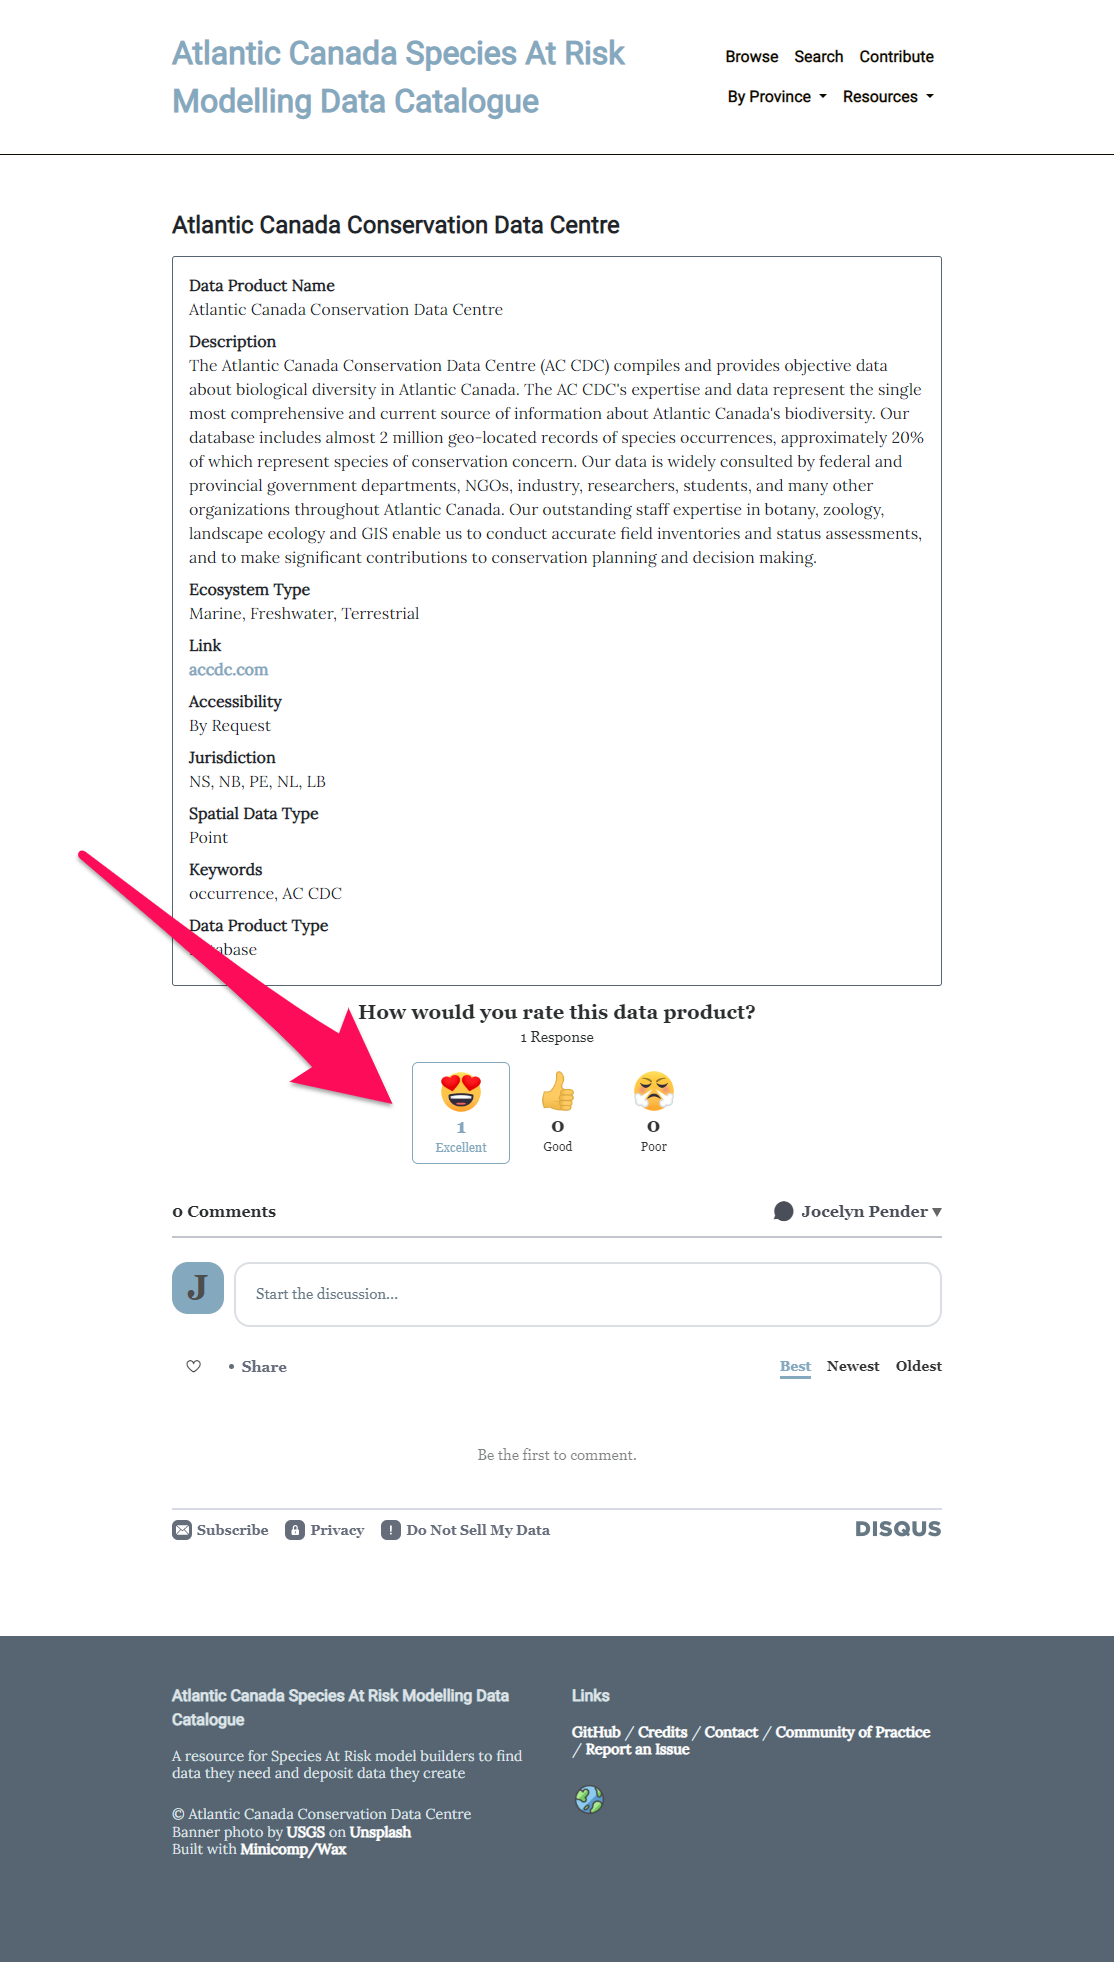 Atlantic Canada Species At Risk
Modelling Data Catalogue
Browse Search Contribute
By Province Resources
Atlantic Canada Conservation Data Centre
Data Product Name
Atlantic Canada Conservation Data Centre
Description
The Atlantic Canada Conservation Data Centre (AC CDC) compiles and provides objective data
about biological diversity in Atlantic Canada. The AC CDC's expertise and data represent the single
most comprehensive and current source of information about Atlantic Canada's biodiversity. Our
database includes almost 2 million geo-located records of species occurrences, approximately 20%
of which represent species of conservation concern. Our data is widely consulted by federal and
provincial government departments, NGOs, industry, researchers, students, and many other
organizations throughout Atlantic Canada. Our outstanding staff expertise in botany, zoology,
landscape ecology and GIS enable us to conduct accurate field inventories and status assessments,
and to make significant contributions to conservation planning and decision making.
Ecosystem Type
Marine, Freshwater, Terrestrial
Link
accdc.com
Accessibility
By Request
Jurisdiction
NS, NB, PE, NL, LB
Spatial Data Type
Point
Keywords
occurrence, AC CDC
Data Product Type
How would you rate this data product?
1 Response
1 0 0
Excellent Good Poor
0 Comments Jocelyn Pender
J Start the discussion...
• Share Best Newest Oldest
Be the first to comment.
Subscribe Privacy Do Not Sell My Data DISQUS
Atlantic Canada Species At Risk Modelling Data
Catalogue
A resource for Species At Risk model builders to find
data they need and deposit data they create
© Atlantic Canada Conservation Data Centre
Banner photo by USGS on Unsplash
Built with Minicomp/Wax
Links
GitHub / Credits / Contact / Community of Practice
/ Report an Issue